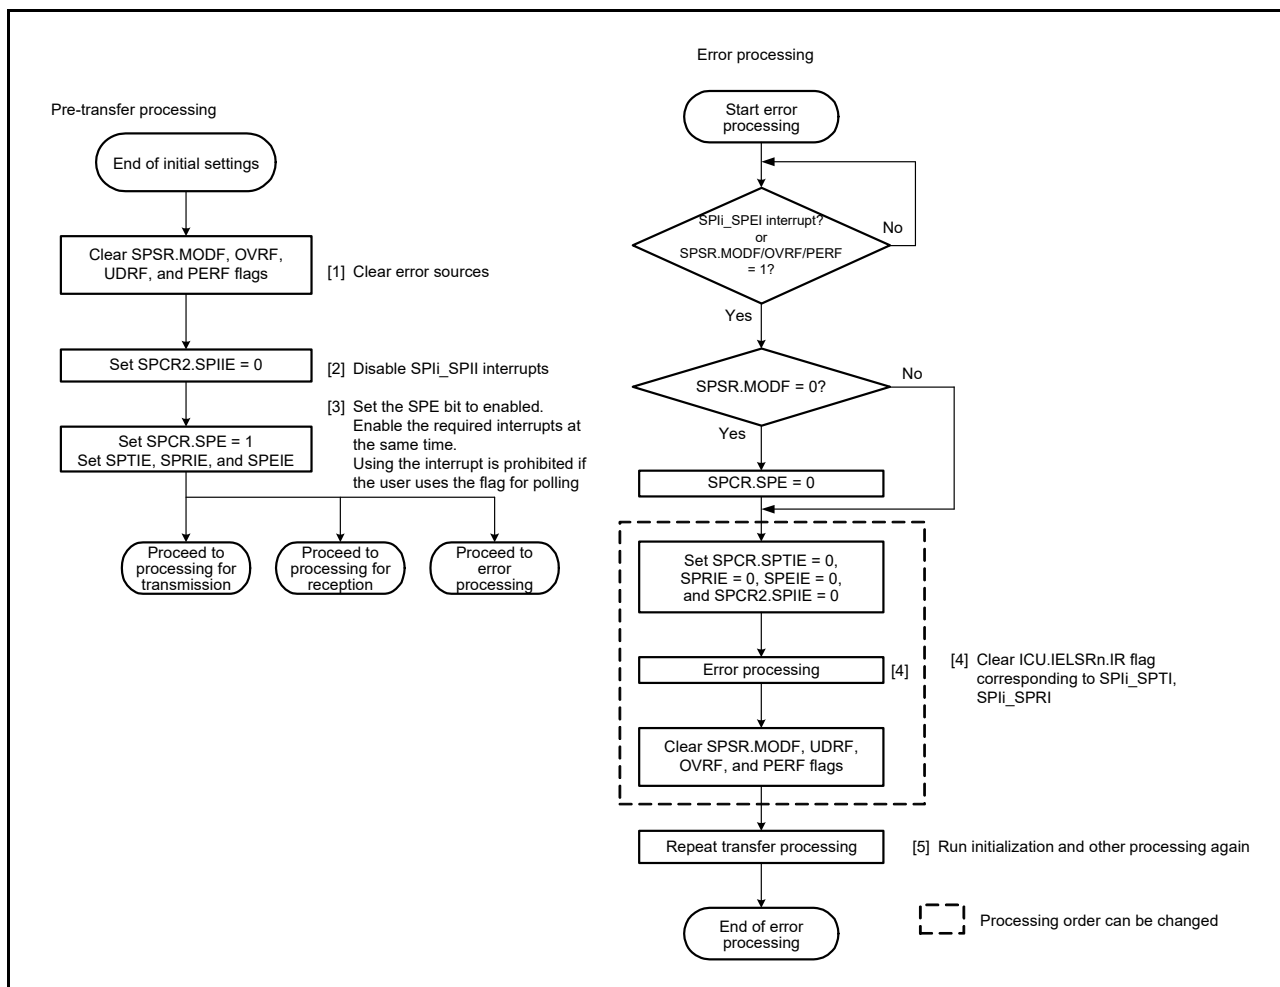 Pre-transfer processing
End of initial settings
Clear SPSR.MODF, OVRF,
UDRF, and PERF flags
[1] Clear error sources
Set SPCR2.SPIIE = 0
[2] Disable SPIi_SPII interrupts
Set SPCR.SPE = 1
Set SPTIE, SPRIE, and SPEIE
[3] Set the SPE bit to enabled.
Enable the required interrupts at
the same time.
Using the interrupt is prohibited if
the user uses the flag for polling
Proceed to
processing for
transmission
Proceed to
processing for
reception
Proceed to
error
processing
Error processing
Start error
processing
SPIi_SPEI interrupt?
or
SPSR.MODF/OVRF/PERF
= 1?
No
Yes
SPSR.MODF = 0?
No
Yes
SPCR.SPE = 0
Set SPCR.SPTIE = 0,
SPRIE = 0, SPEIE = 0,
and SPCR2.SPIIE = 0
Error processing
[4]
[4] Clear ICU.IELSRn.IR flag
corresponding to SPIi_SPTI,
SPIi_SPRI
Clear SPSR.MODF, UDRF,
OVRF, and PERF flags
Repeat transfer processing
[5] Run initialization and other processing again
End of error
processing
Processing order can be changed